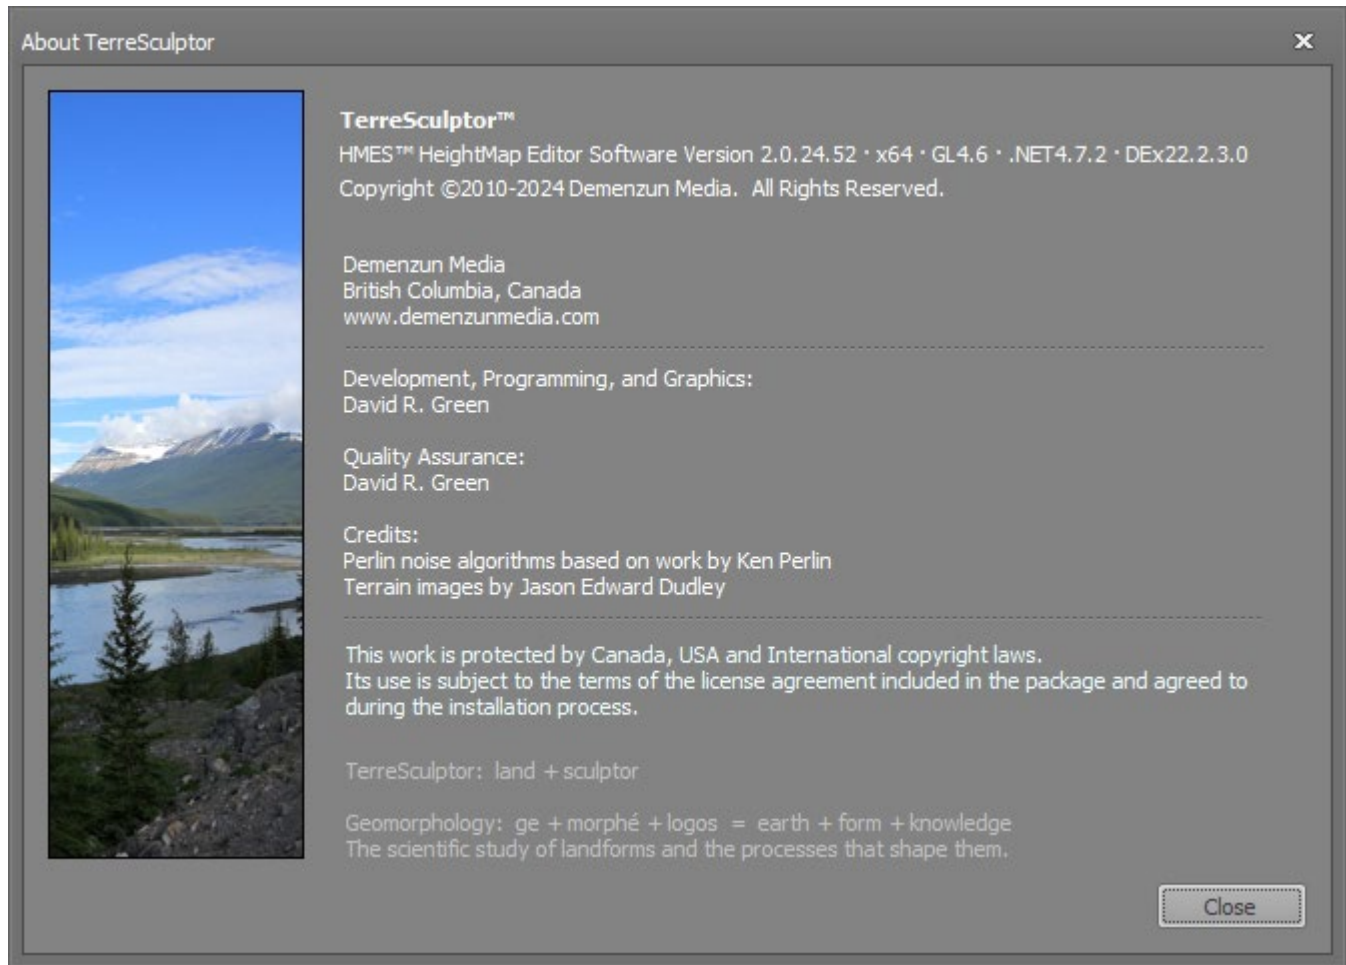 About TerreSculptor
TerreSculptor™
HMES™ HeightMap Editor Software Version 2.0.24.52 · x64 · GL4.6 · .NET4.7.2 · DEx22.2.3.0
Copyright ©2010-2024 Demenzun Media.  All Rights Reserved.
Demenzun Media
British Columbia, Canada
www.demenzunmedia.com
Development, Programming, and Graphics:
David R. Green
Quality Assurance:
David R. Green
Credits:
Perlin noise algorithms based on work by Ken Perlin
Terrain images by Jason Edward Dudley
This work is protected by Canada, USA and International copyright laws.
Its use is subject to the terms of the license agreement included in the package and agreed to
during the installation process.
TerreSculptor:  land + sculptor
Geomorphology:  ge + morphé + logos  =  earth + form + knowledge
The scientific study of landforms and the processes that shape them.
Close